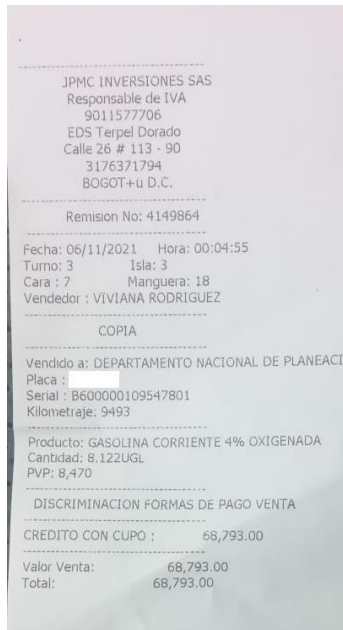 JPMC INVERSIONES SAS
Responsable de IVA
9011577706
EDS Terpel Dorado
Calle 26 # 113 - 90
3176371794
BOGOT+ü D.C.
Remision No: 4149864
Fecha: 06/11/2021 Hora: 00:04:55
Turno: 3 Isla: 3
Cara : 7 Manguera: 18
Vendedor : VIVIANA RODRIGUEZ
COPIA
Vendido a: DEPARTAMENTO NACIONAL DE PLANEACI
Placa :
Serial : B600000109547801
Kilometraje: 9493
Producto: GASOLINA CORRIENTE 4% OXIGENADA
Cantidad: 8.122UGL
PVP: 8,470
DISCRIMINACION FORMAS DE PAGO VENTA
CREDITO CON CUPO : 68,793.00
Valor Venta: 68,793.00
Total: 68,793.00